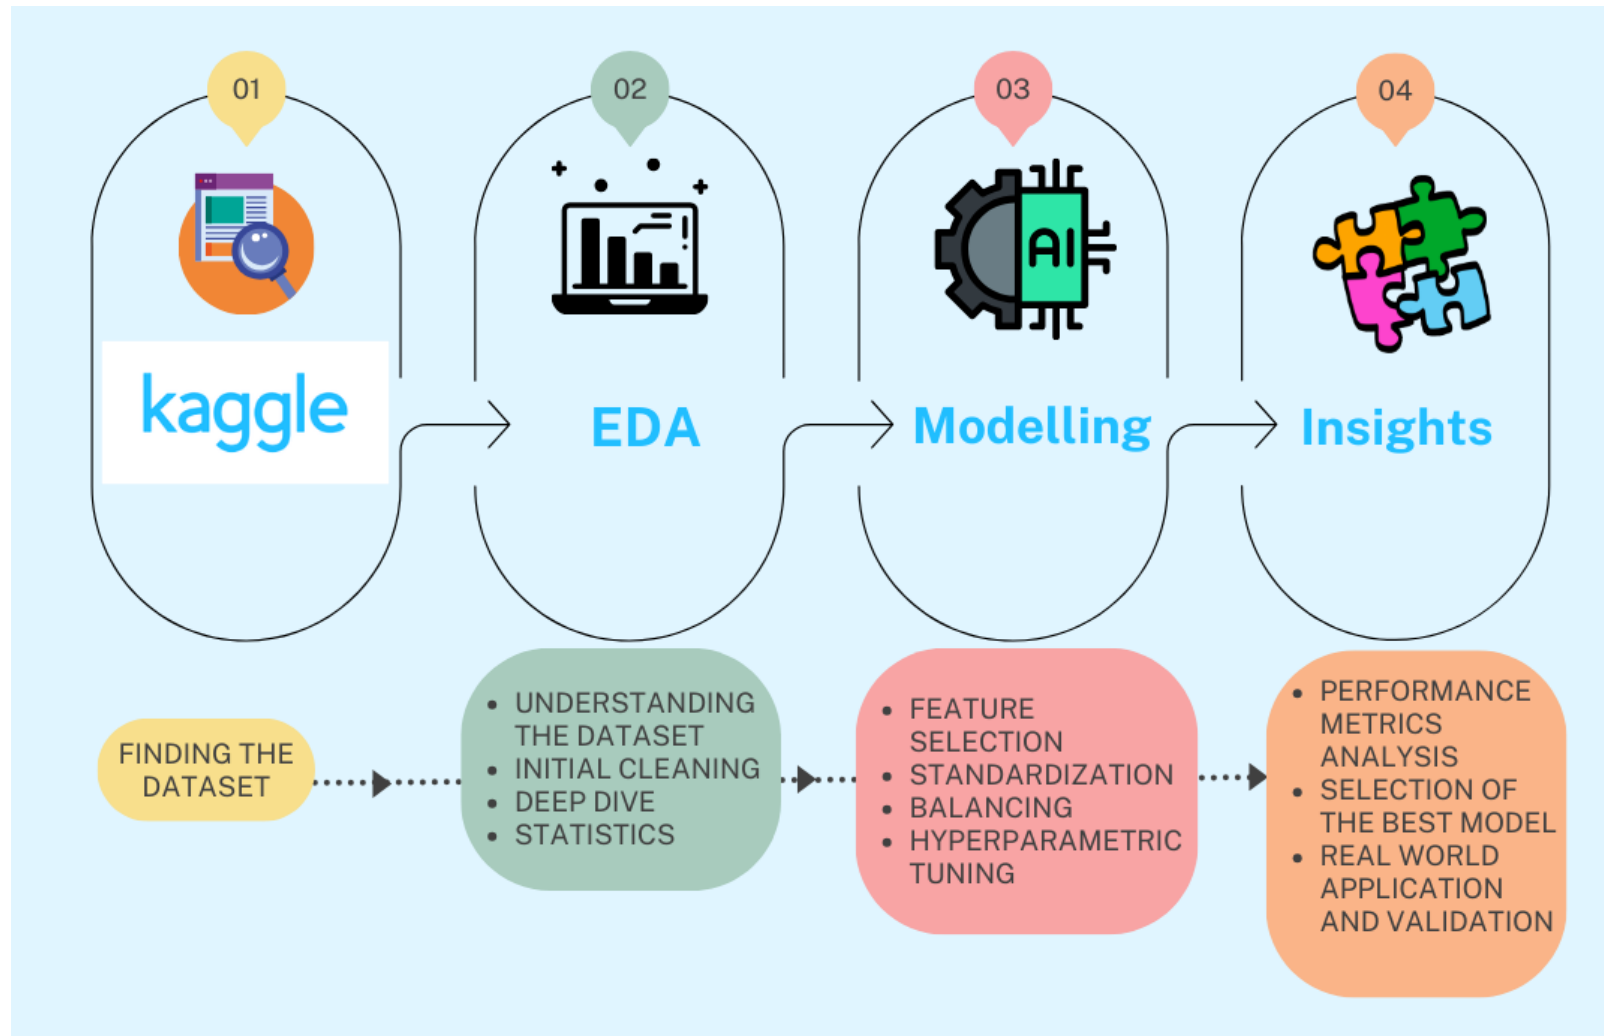 01
02
03
04
AI
kaggle
EDA
Modelling
Insights
FINDING THE
DATASET
• UNDERSTANDING
THE DATASET
• INITIAL CLEANING
• DEEP DIVE
• STATISTICS
• FEATURE
SELECTION
• STANDARDIZATION
• BALANCING
• HYPERPARAMETRIC
TUNING
• PERFORMANCE
METRICS
ANALYSIS
• SELECTION OF
THE BEST MODEL
• REAL WORLD
APPLICATION
AND VALIDATION